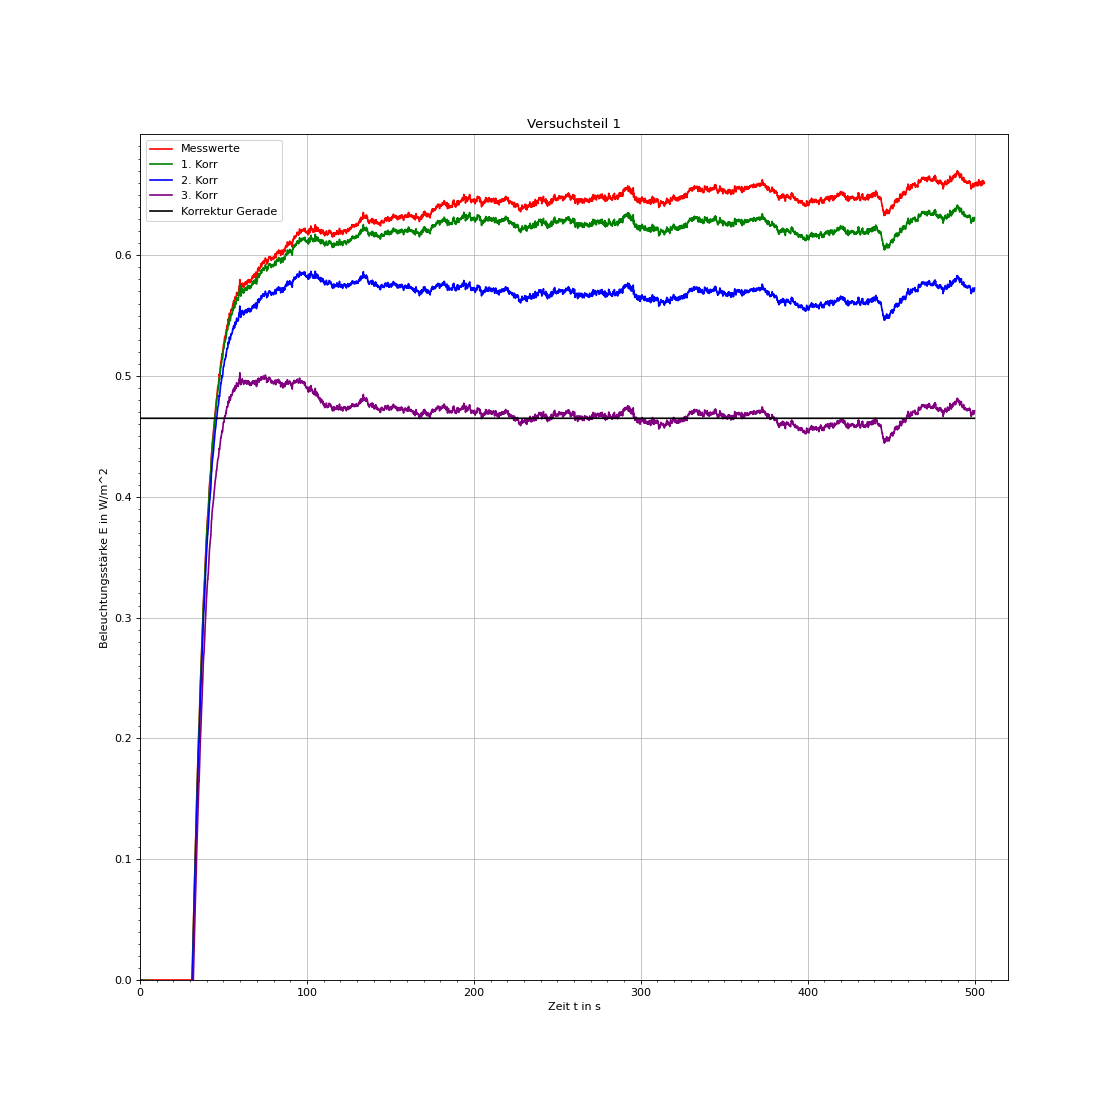 Versuchsteil 1
Messwerte
1. Korr
2. Korr
3. Korr
Korrektur Gerade
Beleuchtungsstärke E in W/m^2
0.6
0.5
0.4
0.3
0.2
0.1
0.0
0 100 200 300 400 500
Zeit t in s